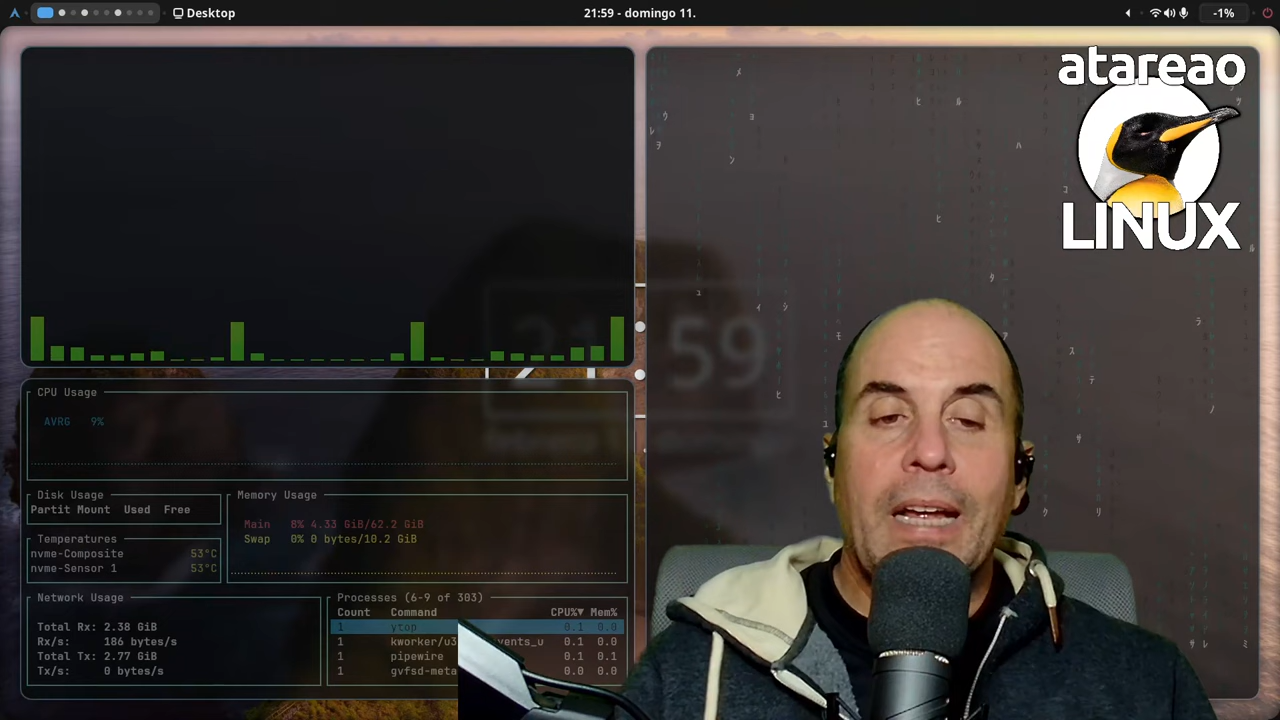 Desktop
21:59 - domingo 11.
-1%
atareao
LINUX
21:59
CPU Usage
AVRG 9%
Disk Usage
Partit Mount Used Free
Temperatures
nvme-Composite 53°C
nvme-Sensor 1 53°C
Memory Usage
Main 8% 4.33 GiB/62.2 GiB
Swap 0% 0 bytes/10.2 GiB
Network Usage
Total Rx: 2.38 GiB
Rx/s: 186 bytes/s
Total Tx: 2.77 GiB
Tx/s: 0 bytes/s
Processes (6-9 of 303)
Count Command CPU%▼ Mem%
1 ytop 0.1 0.0
1 kworker/u3 vents_u 0.1 0.0
1 pipewire 0.1 0.1
1 gvfsd-meta 0.0 0.0